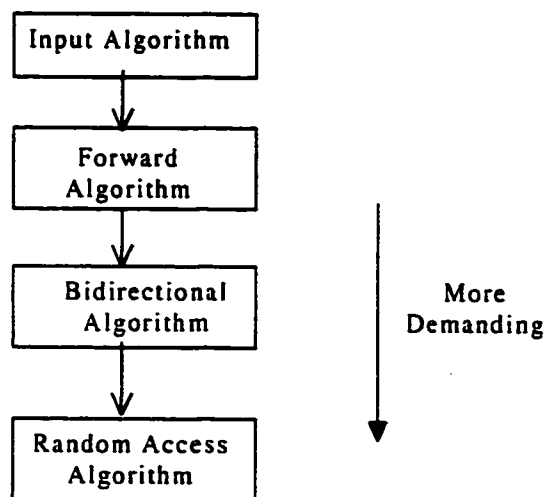 Input Algorithm
Forward
Algorithm
Bidirectional
Algorithm
More
Demanding
Random Access
Algorithm